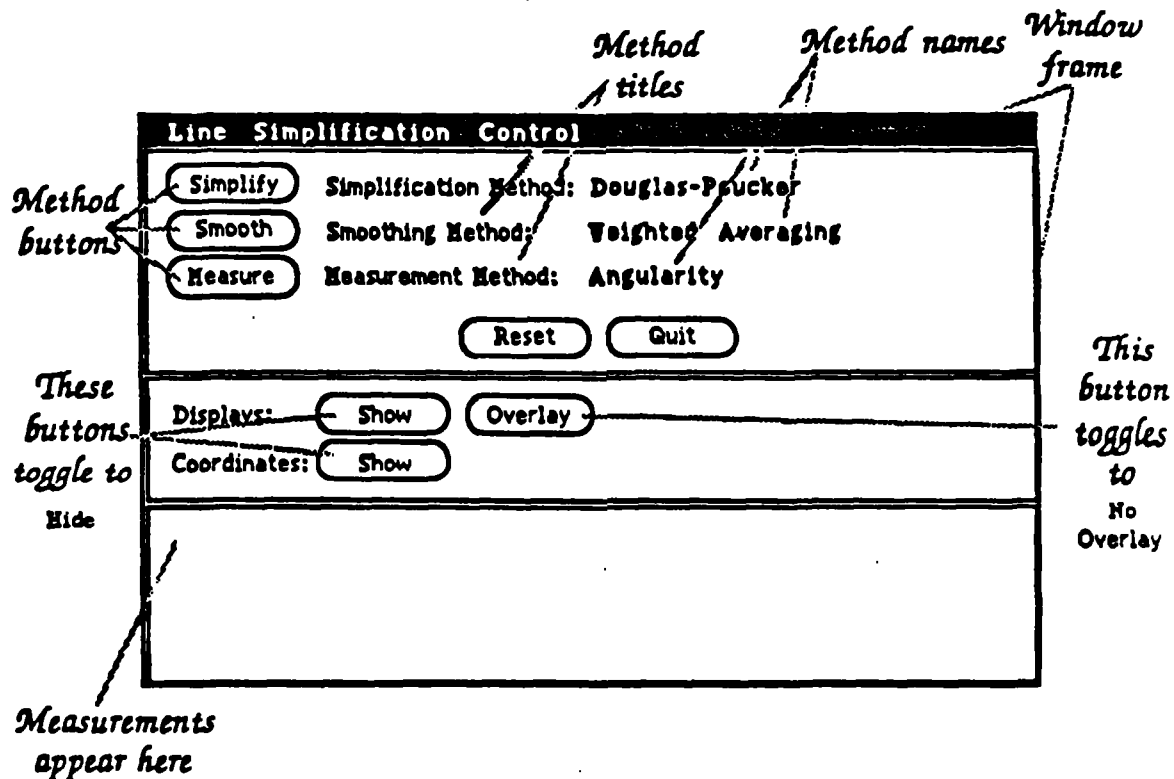 Method titles
Method names
Window frame
Line Simplification Control
Method buttons
Simplify Simplification Method: Douglas-Peucker
Smooth Smoothing Method: Weighted Averaging
Measure Measurement Method: Angularity
Reset Quit
These buttons toggle to
Hide
Displays: Show Overlay
Coordinates: Show
This button toggles to
No Overlay
Measurements appear here